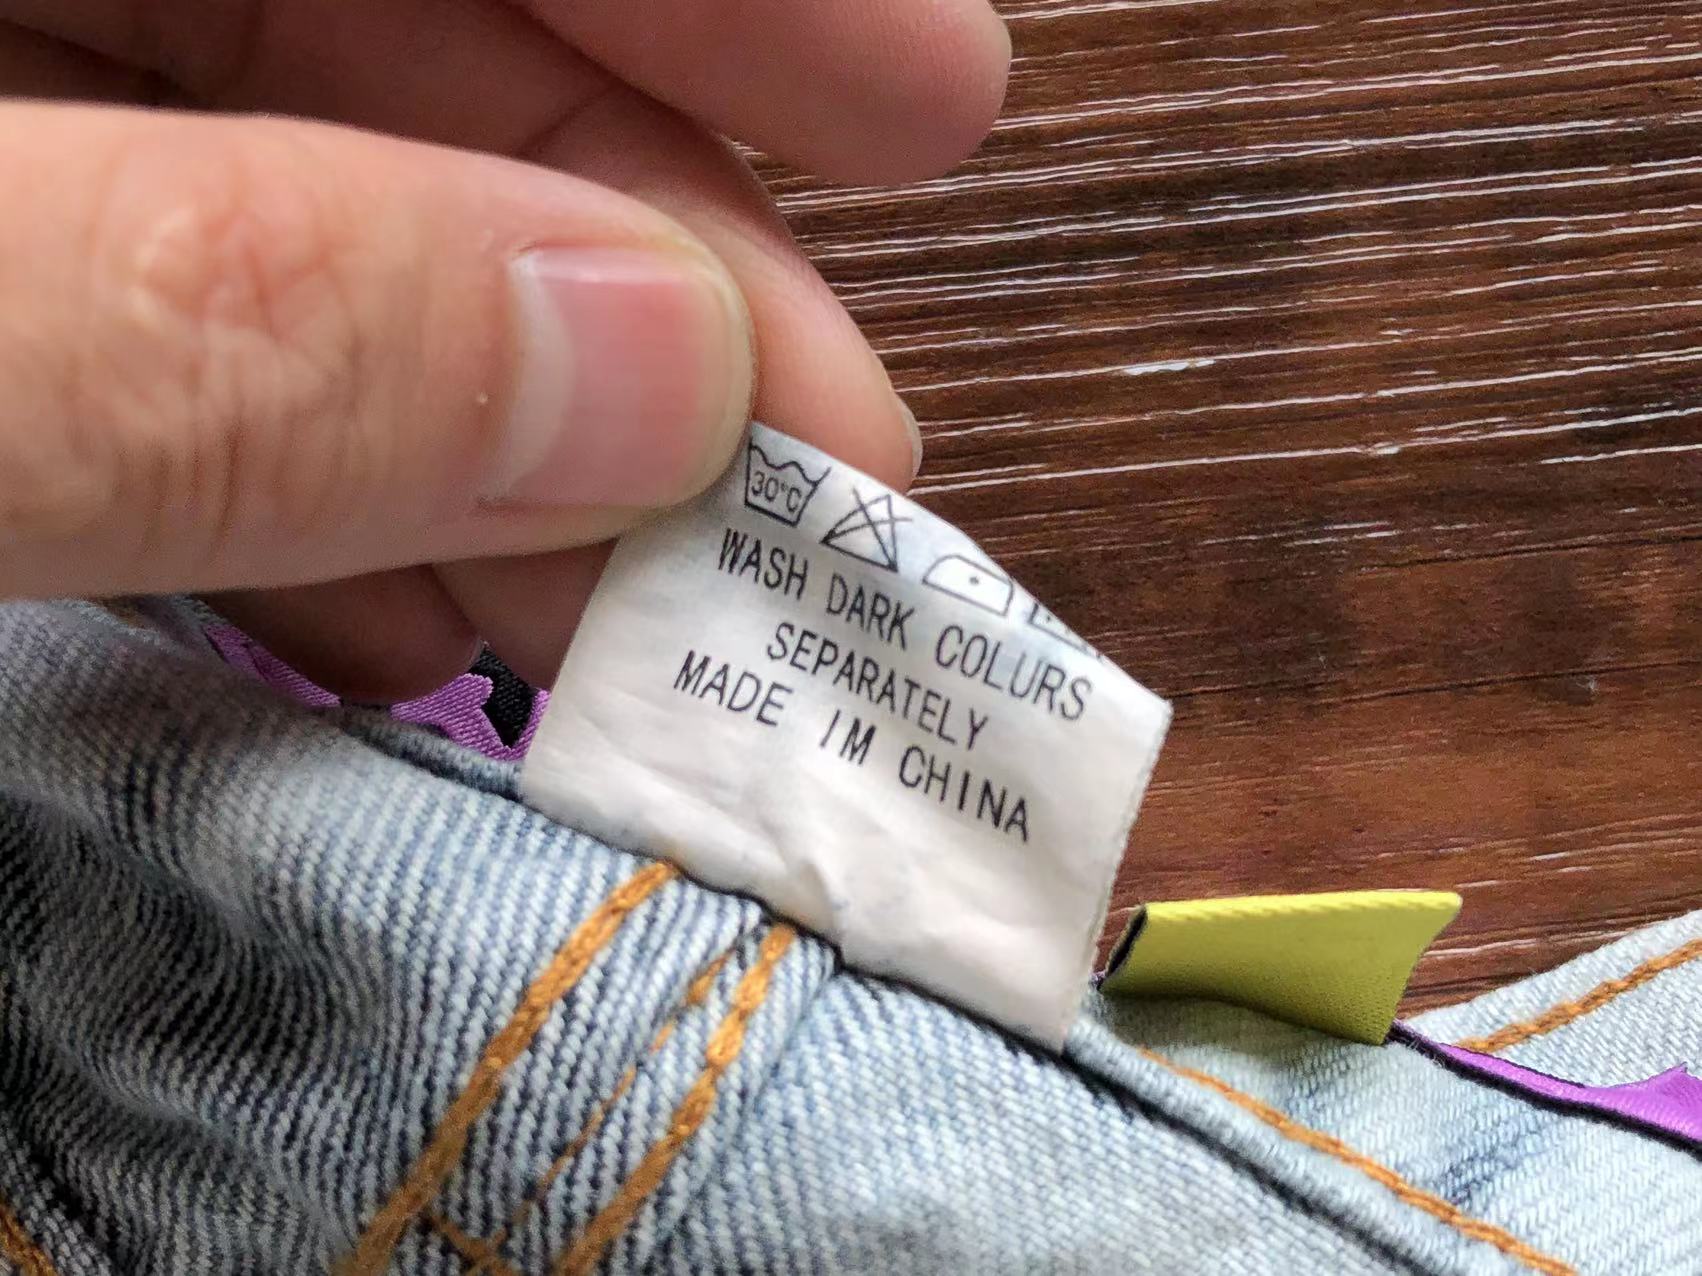 30°C
WASH DARK COLURS
SEPARATELY
MADE IM CHINA